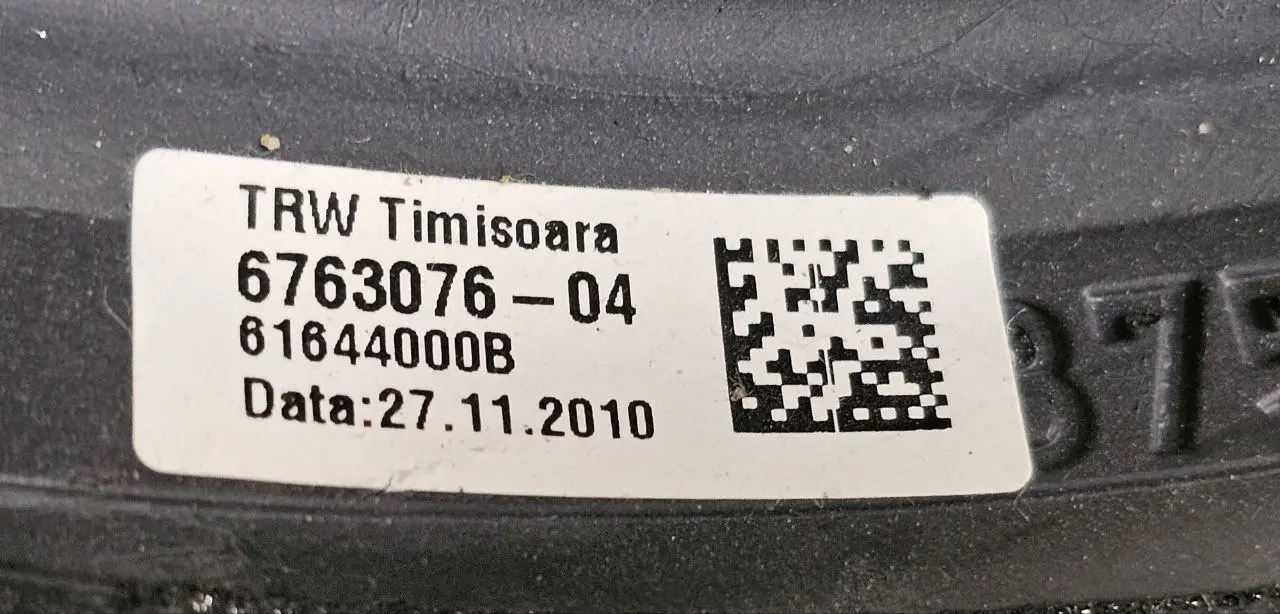 TRW Timisoara
6763076-04
61644000B
Data:27.11.2010